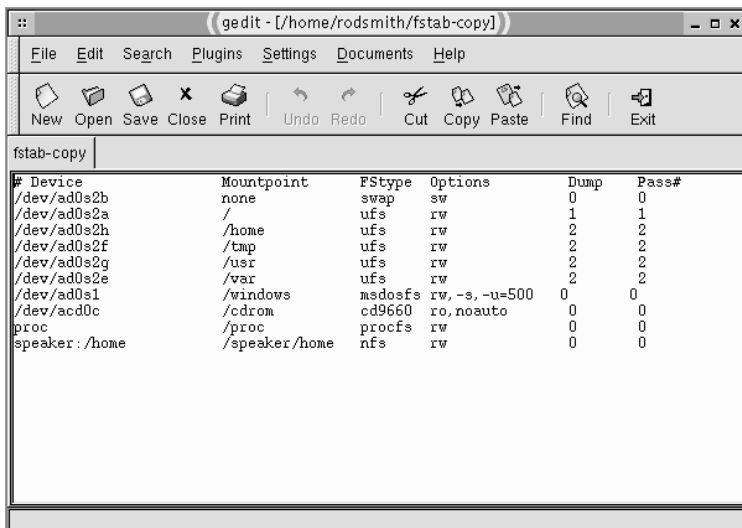 gedit - [/home/rodsmith/fstab-copy]
File Edit Search Plugins Settings Documents Help
New Open Save Close Print Undo Redo Cut Copy Paste Find Exit
fstab-copy
# Device Mountpoint FStype Options Dump Pass#
/dev/ad0s2b none swap sw 0 0
/dev/ad0s2a / ufs rw 1 1
/dev/ad0s2h /home ufs rw 2 2
/dev/ad0s2f /tmp ufs rw 2 2
/dev/ad0s2g /usr ufs rw 2 2
/dev/ad0s2e /var ufs rw 2 2
/dev/ad0s1 /windows msdosfs rw,-s,-u=500 0 0
/dev/acd0c /cdrom cd9660 ro,noauto 0 0
proc /proc procfs rw 0 0
speaker:/home /speaker/home nfs rw 0 0